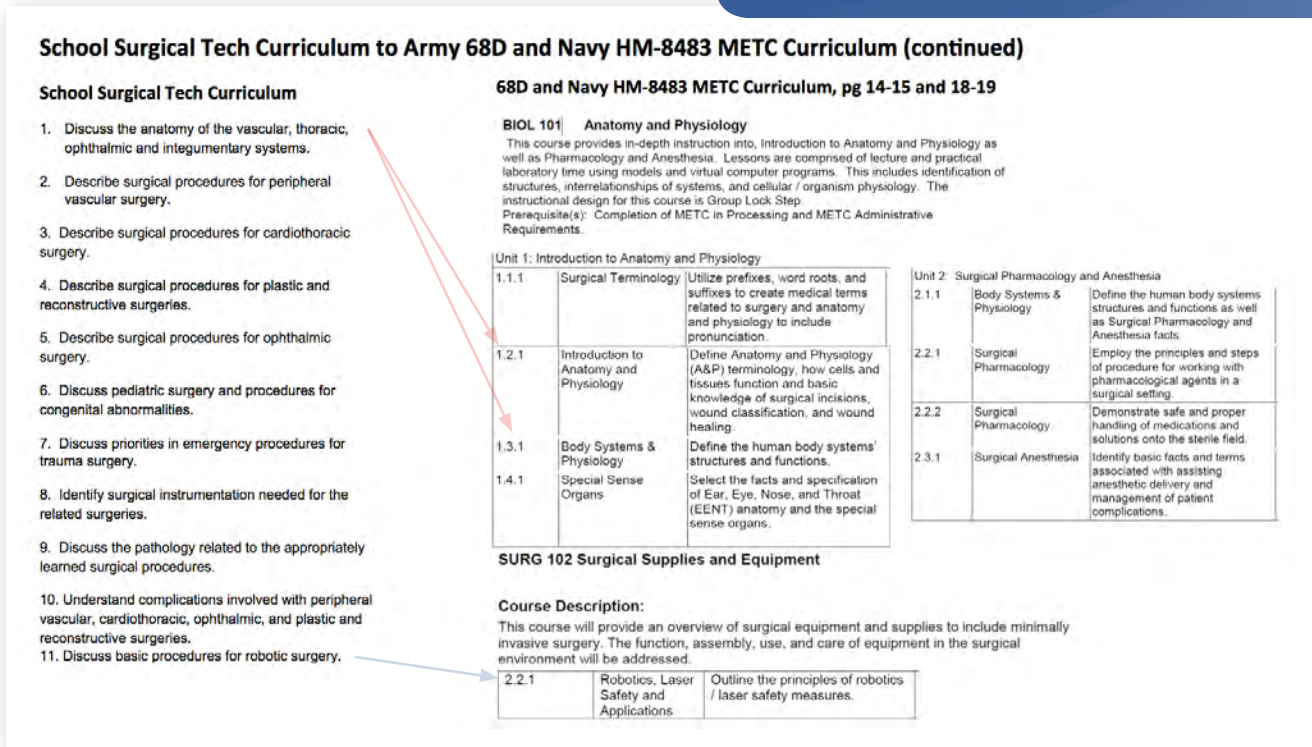 School Surgical Tech Curriculum to Army 68D and Navy HM-8483 METC Curriculum (continued)
School Surgical Tech Curriculum
1. Discuss the anatomy of the vascular, thoracic,
ophthalmic and integumentary systems.
2. Describe surgical procedures for peripheral
vascular surgery.
3. Describe surgical procedures for cardiothoracic
surgery.
4. Describe surgical procedures for plastic and
reconstructive surgeries.
5. Describe surgical procedures for ophthalmic
surgery.
6. Discuss pediatric surgery and procedures for
congenital abnormalities.
7. Discuss priorities in emergency procedures for
trauma surgery.
8. Identify surgical instrumentation needed for the
related surgeries.
9. Discuss the pathology related to the appropriately
learned surgical procedures.
10. Understand complications involved with peripheral
vascular, cardiothoracic, ophthalmic, and plastic and
reconstructive surgeries.
11. Discuss basic procedures for robotic surgery.
68D and Navy HM-8483 METC Curriculum, pg 14-15 and 18-19
BIOL 101 Anatomy and Physiology
This course provides in-depth instruction into, Introduction to Anatomy and Physiology as
well as Pharmacology and Anesthesia. Lessons are comprised of lecture and practical
laboratory time using models and virtual computer programs. This includes identification of
structures, interrelationships of systems, and cellular / organism physiology. The
instructional design for this course is Group Lock Step
Prerequisite(s): Completion of METC in Processing and METC Administrative
Requirements.
Unit 1: Introduction to Anatomy and Physiology
1.1.1 Surgical Terminology Utilize prefixes, word roots, and
suffixes to create medical terms
related to surgery and anatomy
and physiology to include
pronunciation.
1.2.1 Introduction to Define Anatomy and Physiology
Anatomy and (A&P) terminology, how cells and
Physiology tissues function and basic
knowledge of surgical incisions,
wound classification, and wound
healing.
1.3.1 Body Systems & Define the human body systems'
Physiology structures and functions.
1.4.1 Special Sense Select the facts and specification
Organs of Ear, Eye, Nose, and Throat
(EENT) anatomy and the special
sense organs.
Unit 2: Surgical Pharmacology and Anesthesia
2.1.1 Body Systems & Define the human body systems
Physiology structures and functions as well
as Surgical Pharmacology and
Anesthesia facts
2.2.1 Surgical Employ the principles and steps
Pharmacology of procedure for working with
pharmacological agents in a
surgical setting.
2.2.2 Surgical Demonstrate safe and proper
Pharmacology handling of medications and
solutions onto the sterile field.
2.3.1 Surgical Anesthesia Identify basic facts and terms
associated with assisting
anesthetic delivery and
management of patient
complications.
SURG 102 Surgical Supplies and Equipment
Course Description:
This course will provide an overview of surgical equipment and supplies to include minimally
invasive surgery. The function, assembly, use, and care of equipment in the surgical
environment will be addressed.
2.2.1 Robotics, Laser Outline the principles of robotics
Safety and / laser safety measures.
Applications